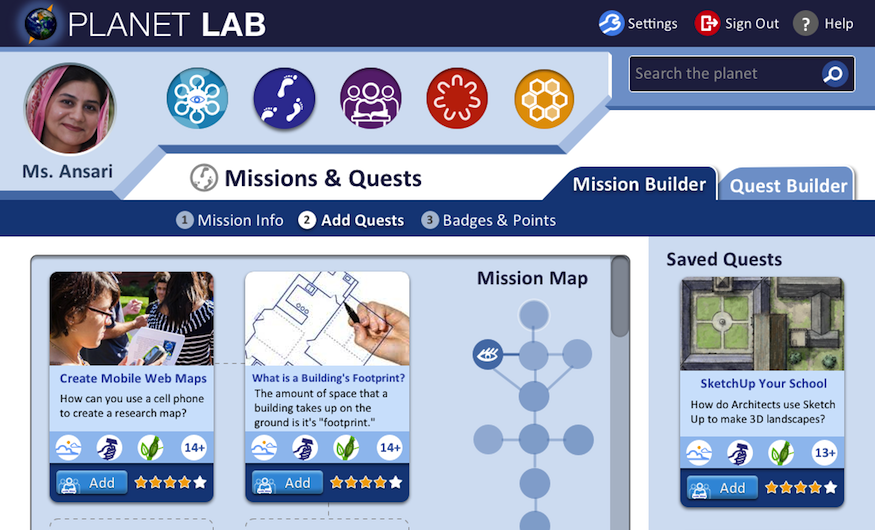 PLANET LAB
Settings
Sign Out
? Help
Search the planet
Ms. Ansari
Missions & Quests
Mission Builder
Quest Builder
1 Mission Info
2 Add Quests
3 Badges & Points
Create Mobile Web Maps
How can you use a cell phone
to create a research map?
14+
Add
What is a Building's Footprint?
The amount of space that a
building takes up on the
ground is it's "footprint."
14+
Add
Mission Map
Saved Quests
SketchUp Your School
How do Architects use Sketch
Up to make 3D landscapes?
13+
Add